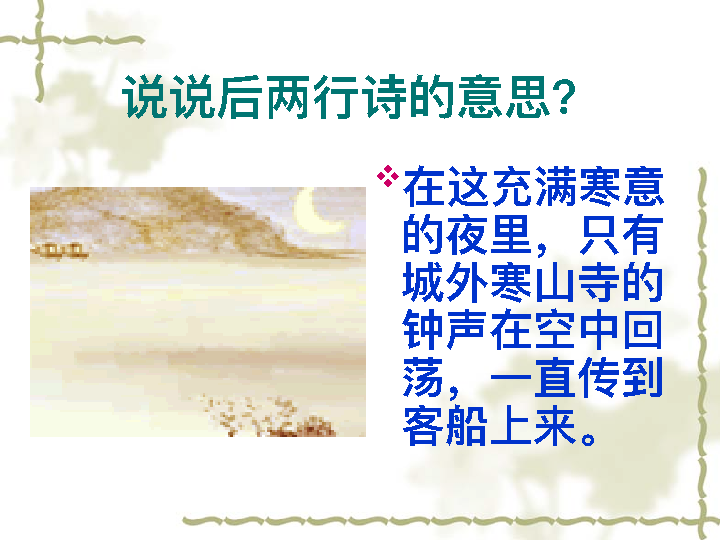 说说后两行诗的意思?
在这充满寒意
的夜里，只有
城外寒山寺的
钟声在空中回
荡，一直传到
客船上来。